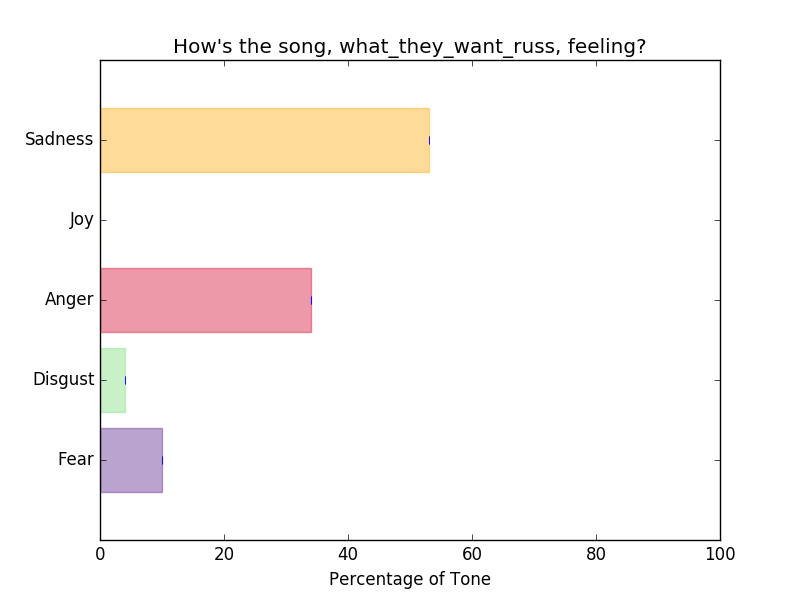 How's the song, what_they_want_russ, feeling?
Sadness
Joy
Anger
Disgust
Fear
0 20 40 60 80 100
Percentage of Tone